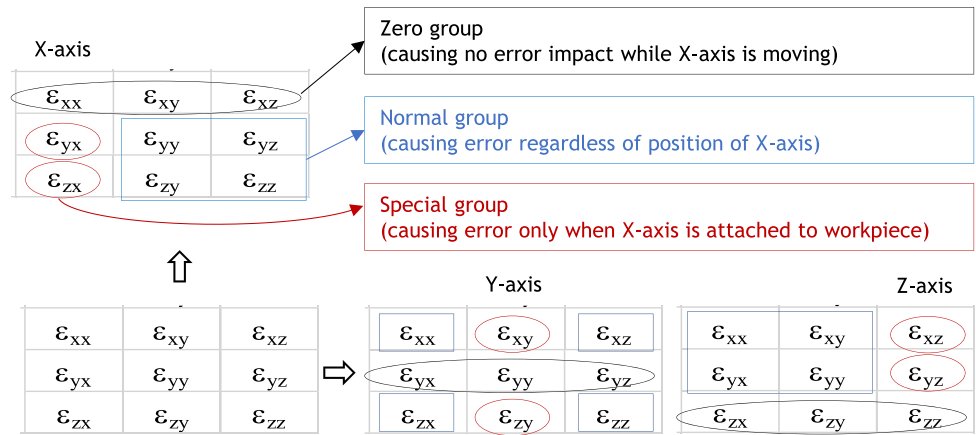 X-axis
Zero group
(causing no error impact while X-axis is moving)
εxx εxy εxz
Normal group
(causing error regardless of position of X-axis)
εyx εyy εyz
εzx εzy εzz
Special group
(causing error only when X-axis is attached to workpiece)
Y-axis
Z-axis
εxx εxy εxz
εyx εyy εyz
εzx εzy εzz
εxx εxy εxz
εyx εyy εyz
εzx εzy εzz
εxx εxy εxz
εyx εyy εyz
εzx εzy εzz